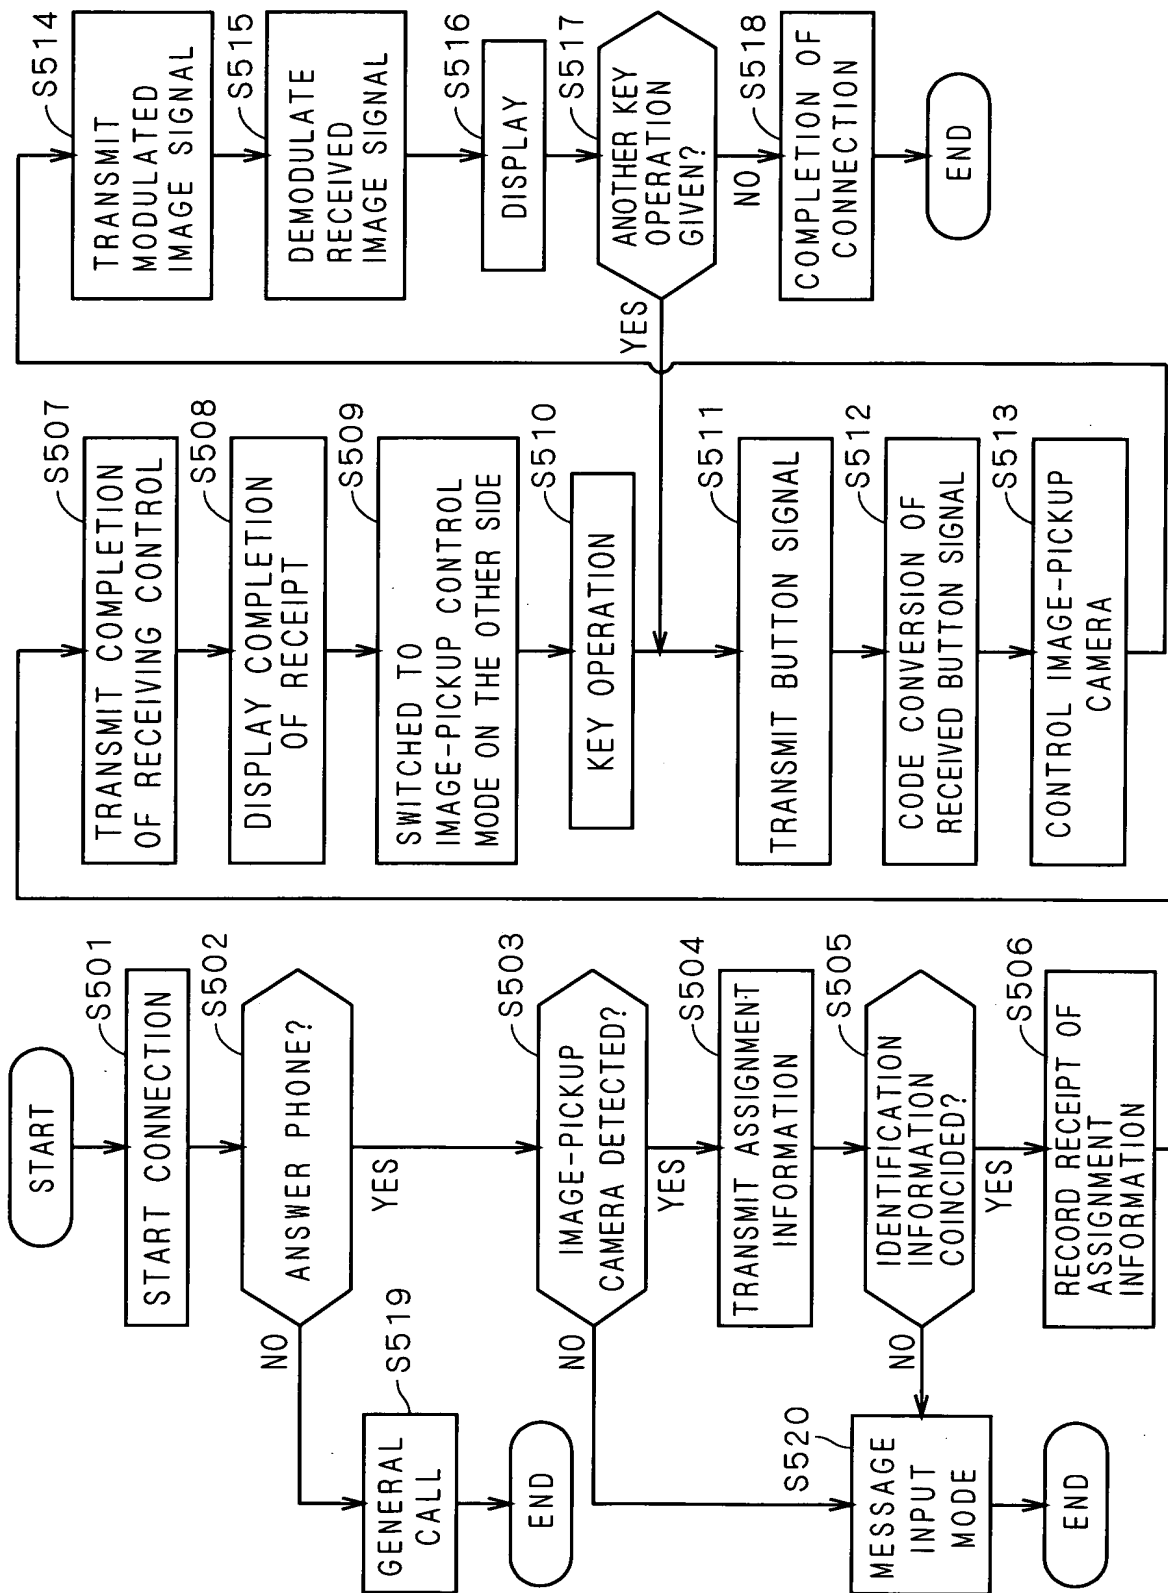 START
S501
START CONNECTION
S502
ANSWER PHONE?
NO
YES
S519
GENERAL
CALL
END
S503
IMAGE-PICKUP
CAMERA DETECTED?
NO
YES
S504
TRANSMIT ASSIGNMENT
INFORMATION
S505
IDENTIFICATION
INFORMATION
COINCIDED?
NO
YES
S520
MESSAGE
INPUT
MODE
END
S506
RECORD RECEIPT OF
ASSIGNMENT
INFORMATION
S507
TRANSMIT COMPLETION
OF RECEIVING CONTROL
S508
DISPLAY COMPLETION
OF RECEIPT
S509
SWITCHED TO
IMAGE-PICKUP CONTROL
MODE ON THE OTHER SIDE
S510
KEY OPERATION
S511
TRANSMIT BUTTON SIGNAL
S512
CODE CONVERSION OF
RECEIVED BUTTON SIGNAL
S513
CONTROL IMAGE-PICKUP
CAMERA
S514
TRANSMIT
MODULATED
IMAGE SIGNAL
S515
DEMODULATE
RECEIVED
IMAGE SIGNAL
S516
DISPLAY
S517
ANOTHER KEY
OPERATION
GIVEN?
YES
NO
S518
COMPLETION OF
CONNECTION
END